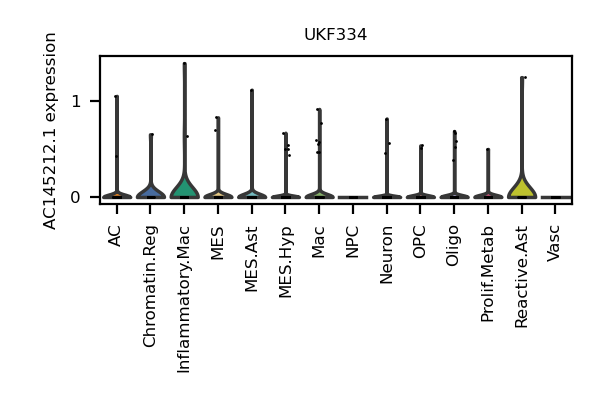 UKF334
AC145212.1 expression
1
0
AC
Chromatin.Reg
Inflammatory.Mac
MES
MES.Ast
MES.Hyp
Mac
NPC
Neuron
OPC
Oligo
Prolif.Metab
Reactive.Ast
Vasc